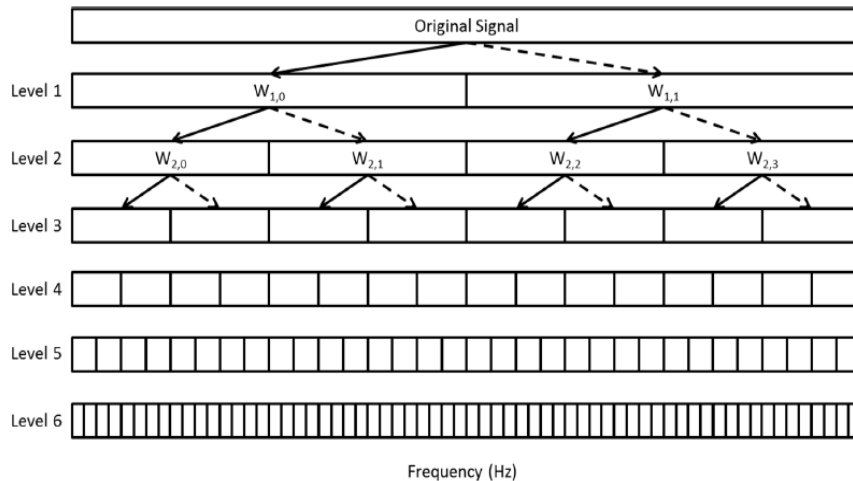 Original Signal
Level 1
W1,0
W1,1
Level 2
W2,0
W2,1
W2,2
W2,3
Level 3
Level 4
Level 5
Level 6
Frequency (Hz)